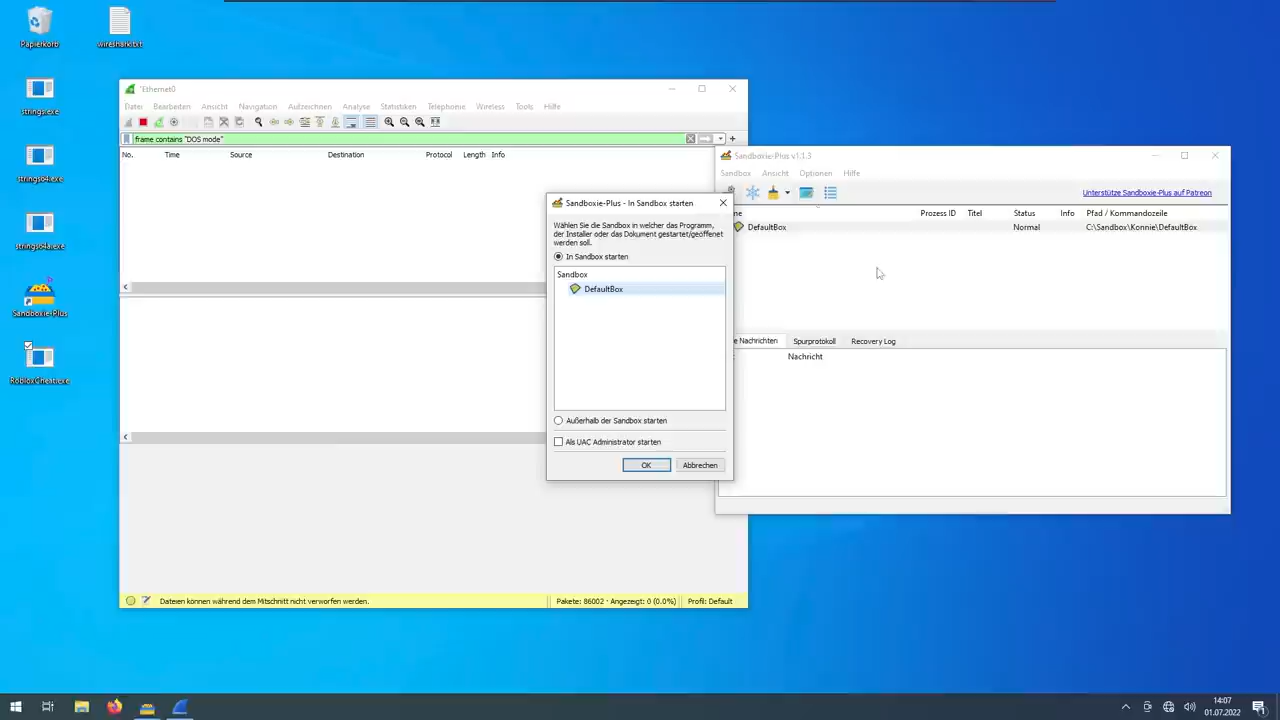 Papierkorb
wireshark.txt
strings.exe
strings64.exe
strings64a.exe
Sandboxie-Plus
RobloxCheat.exe
*Ethernet0
Datei Bearbeiten Ansicht Navigation Aufzeichnen Analyse Statistiken Telephonie Wireless Tools Hilfe
frame contains "DOS mode"
No. Time Source Destination Protocol Length Info
Dateien können während dem Mitschnitt nicht verworfen werden.
Pakete: 86002 · Angezeigt: 0 (0.0%)
Profil: Default
Sandboxie-Plus - In Sandbox starten
Wählen Sie die Sandbox in welcher das Programm,
der Installer oder das Dokument gestartet/geöffnet
werden soll.
In Sandbox starten
Sandbox
DefaultBox
Außerhalb der Sandbox starten
Als UAC Administrator starten
OK
Abbrechen
Sandboxie-Plus v1.1.3
Sandbox Ansicht Optionen Hilfe
Unterstütze Sandboxie-Plus auf Patreon
me Prozess ID Titel Status Info Pfad / Kommandozeile
DefaultBox Normal C:\Sandbox\Konnie\DefaultBox
e Nachrichten Spurprotokoll Recovery Log
Nachricht
14:07
01.07.2022